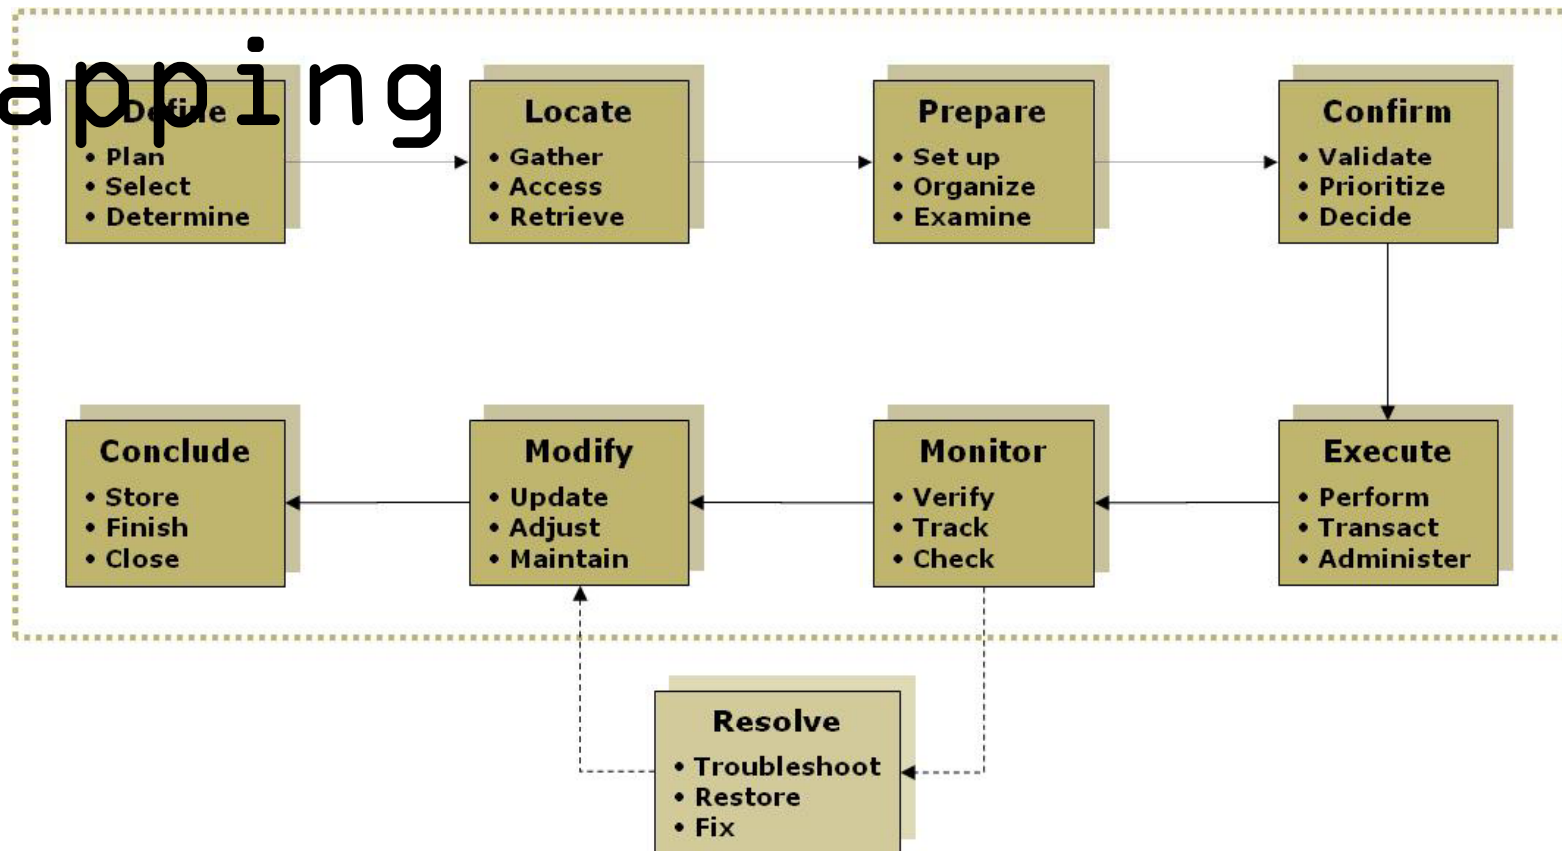 apping
Define
• Plan
• Select
• Determine
Locate
• Gather
• Access
• Retrieve
Prepare
• Set up
• Organize
• Examine
Confirm
• Validate
• Prioritize
• Decide
Conclude
• Store
• Finish
• Close
Modify
• Update
• Adjust
• Maintain
Monitor
• Verify
• Track
• Check
Execute
• Perform
• Transact
• Administer
Resolve
• Troubleshoot
• Restore
• Fix